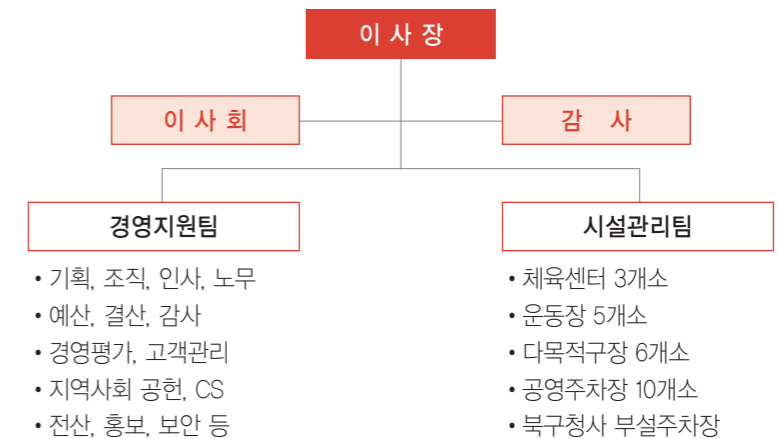 이 사 장
이 사 회
감 사
경영지원팀
• 기획, 조직, 인사, 노무
• 예산, 결산, 감사
• 경영평가, 고객관리
• 지역사회 공헌, CS
• 전산, 홍보, 보안 등
시설관리팀
• 체육센터 3개소
• 운동장 5개소
• 다목적구장 6개소
• 공영주차장 10개소
• 북구청사 부설주차장